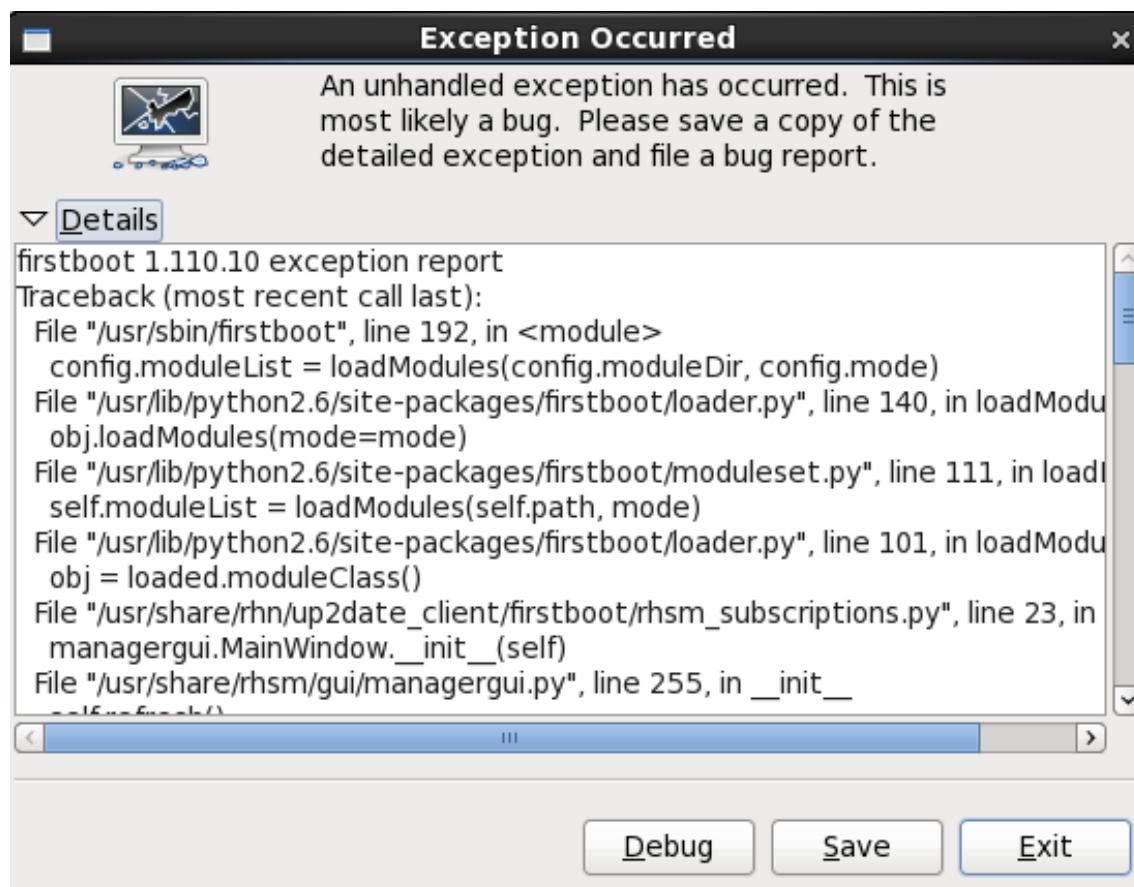 Exception Occurred
An unhandled exception has occurred. This is
most likely a bug. Please save a copy of the
detailed exception and file a bug report.
Details
firstboot 1.110.10 exception report
Traceback (most recent call last):
File "/usr/sbin/firstboot", line 192, in <module>
config.moduleList = loadModules(config.moduleDir, config.mode)
File "/usr/lib/python2.6/site-packages/firstboot/loader.py", line 140, in loadModu
obj.loadModules(mode=mode)
File "/usr/lib/python2.6/site-packages/firstboot/moduleset.py", line 111, in load
self.moduleList = loadModules(self.path, mode)
File "/usr/lib/python2.6/site-packages/firstboot/loader.py", line 101, in loadModu
obj = loaded.moduleClass()
File "/usr/share/rhn/up2date_client/firstboot/rhsm_subscriptions.py", line 23, in
managergui.MainWindow.__init__(self)
File "/usr/share/rhsm/gui/managergui.py", line 255, in __init__
self.refresh()
Debug
Save
Exit